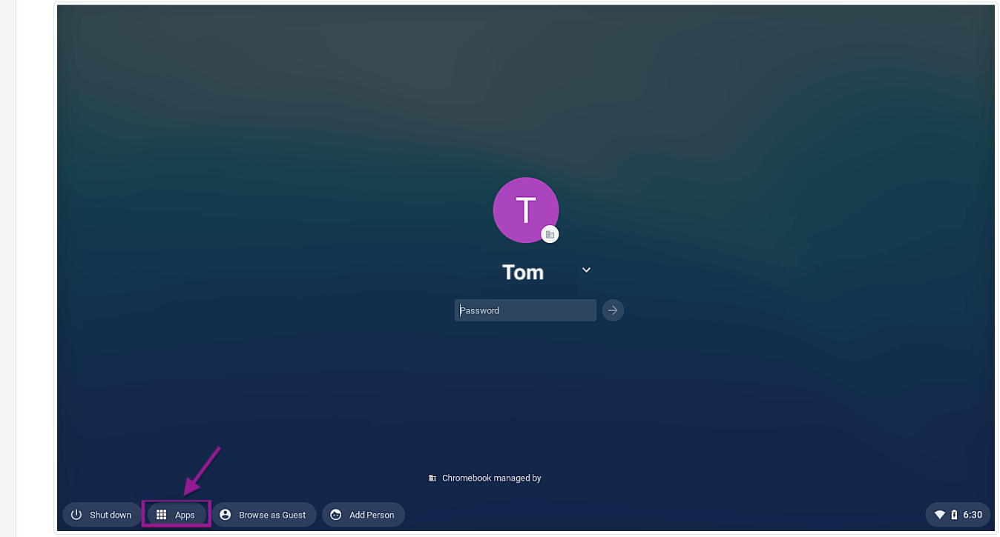 T
Tom
Password
Chromebook managed by
Shut down Apps Browse as Guest Add Person 6:30